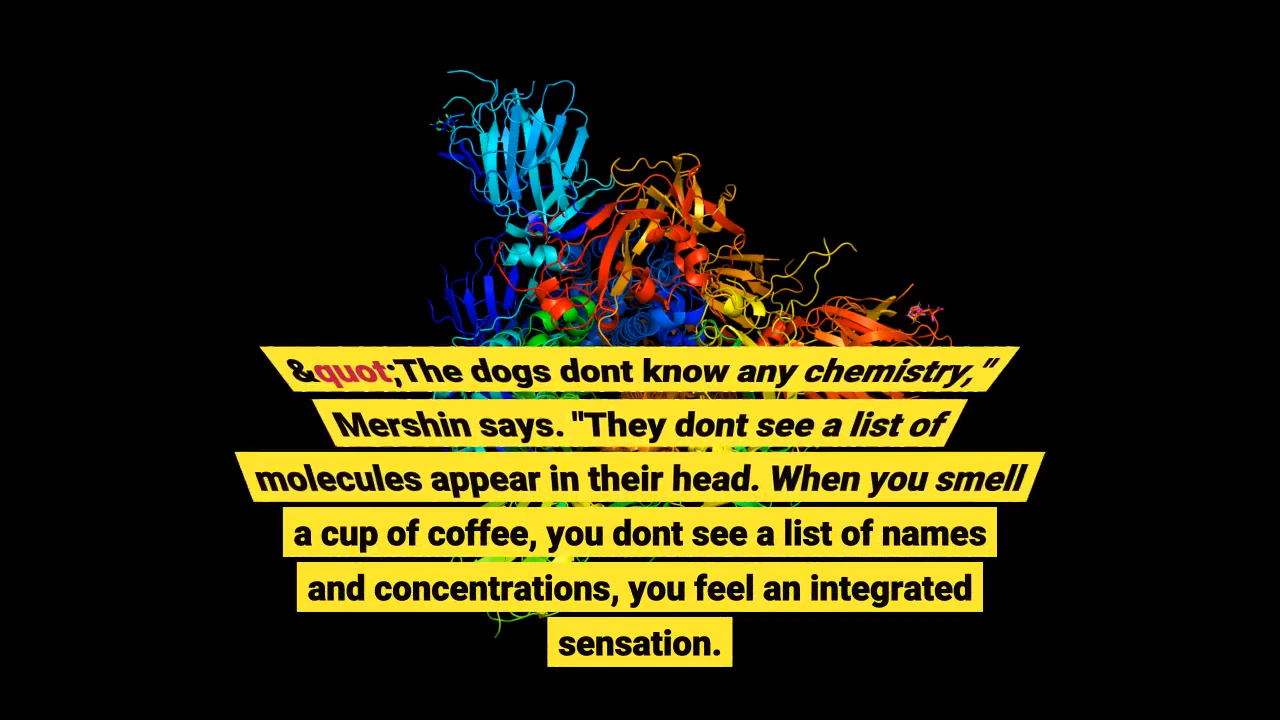 &quot;The dogs dont know any chemistry,"
Mershin says. "They dont see a list of
molecules appear in their head. When you smell
a cup of coffee, you dont see a list of names
and concentrations, you feel an integrated
sensation.